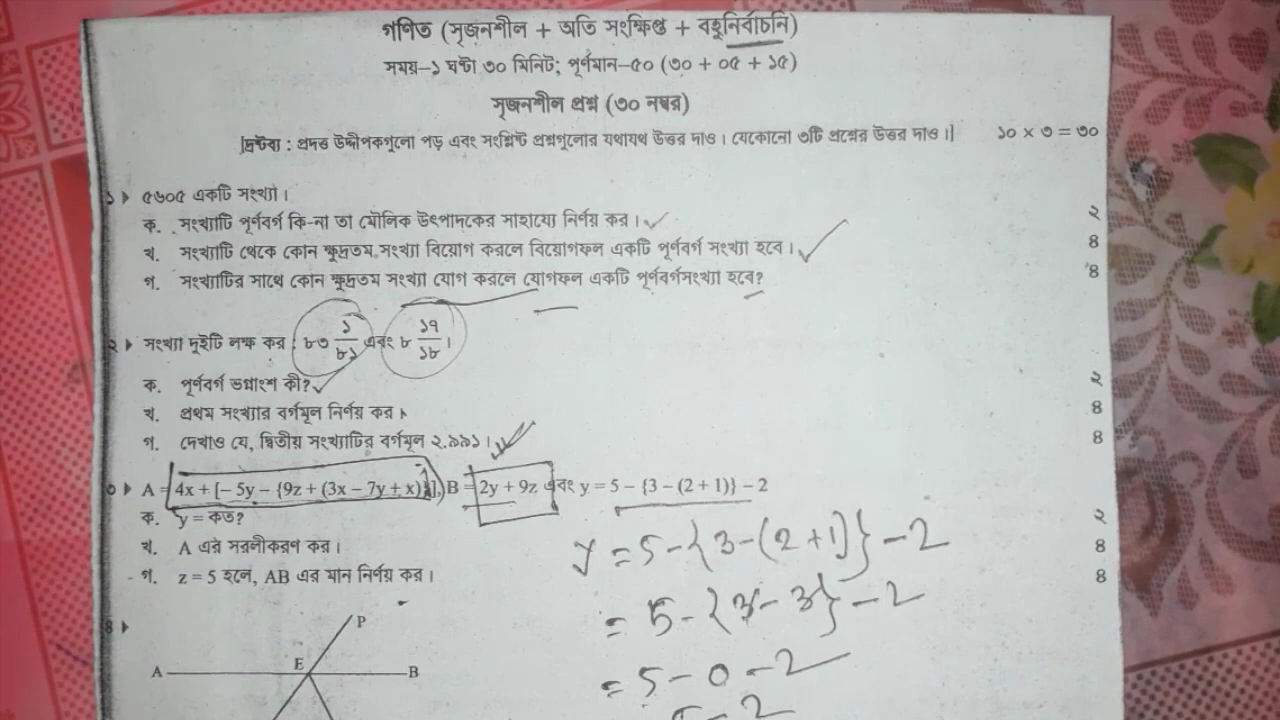 গণিত (সৃজনশীল + অতি সংক্ষিপ্ত + বহুনির্বাচনি)
সময়–১ ঘণ্টা ৩০ মিনিট; পূর্ণমান–৫০ (৩০ + ০৫ + ১৫)
সৃজনশীল প্রশ্ন (৩০ নম্বর)
[দ্রষ্টব্য : প্রদত্ত উদ্দীপকগুলো পড় এবং সংশ্লিষ্ট প্রশ্নগুলোর যথাযথ উত্তর দাও। যেকোনো ৩টি প্রশ্নের উত্তর দাও।] ১০ × ৩ = ৩০
১ ▶ ৫৬০৫ একটি সংখ্যা।
ক. সংখ্যাটি পূর্ণবর্গ কি-না তা মৌলিক উৎপাদকের সাহায্যে নির্ণয় কর। ২
খ. সংখ্যাটি থেকে কোন ক্ষুদ্রতম সংখ্যা বিয়োগ করলে বিয়োগফল একটি পূর্ণবর্গ সংখ্যা হবে। ৪
গ. সংখ্যাটির সাথে কোন ক্ষুদ্রতম সংখ্যা যোগ করলে যোগফল একটি পূর্ণবর্গসংখ্যা হবে? ৪
২ ▶ সংখ্যা দুইটি লক্ষ কর : ৮৩ ১/৮১ এবং ৮ ১৭/১৮।
ক. পূর্ণবর্গ ভগ্নাংশ কী? ২
খ. প্রথম সংখ্যার বর্গমূল নির্ণয় কর। ৪
গ. দেখাও যে, দ্বিতীয় সংখ্যাটির বর্গমূল ২.৯৯১। ৪
৩ ▶ A = 4x + [– 5y – {9z + (3x – 7y + x)}], B = 2y + 9z এবং y = 5 – {3 – (2 + 1)} – 2
ক. y = কত? ২
খ. A এর সরলীকরণ কর। ৪
গ. z = 5 হলে, AB এর মান নির্ণয় কর। ৪
y = 5 - {3 - (2 + 1)} - 2
= 5 - {3 - 3} - 2
= 5 - 0 - 2
৪ ▶
P
A E B